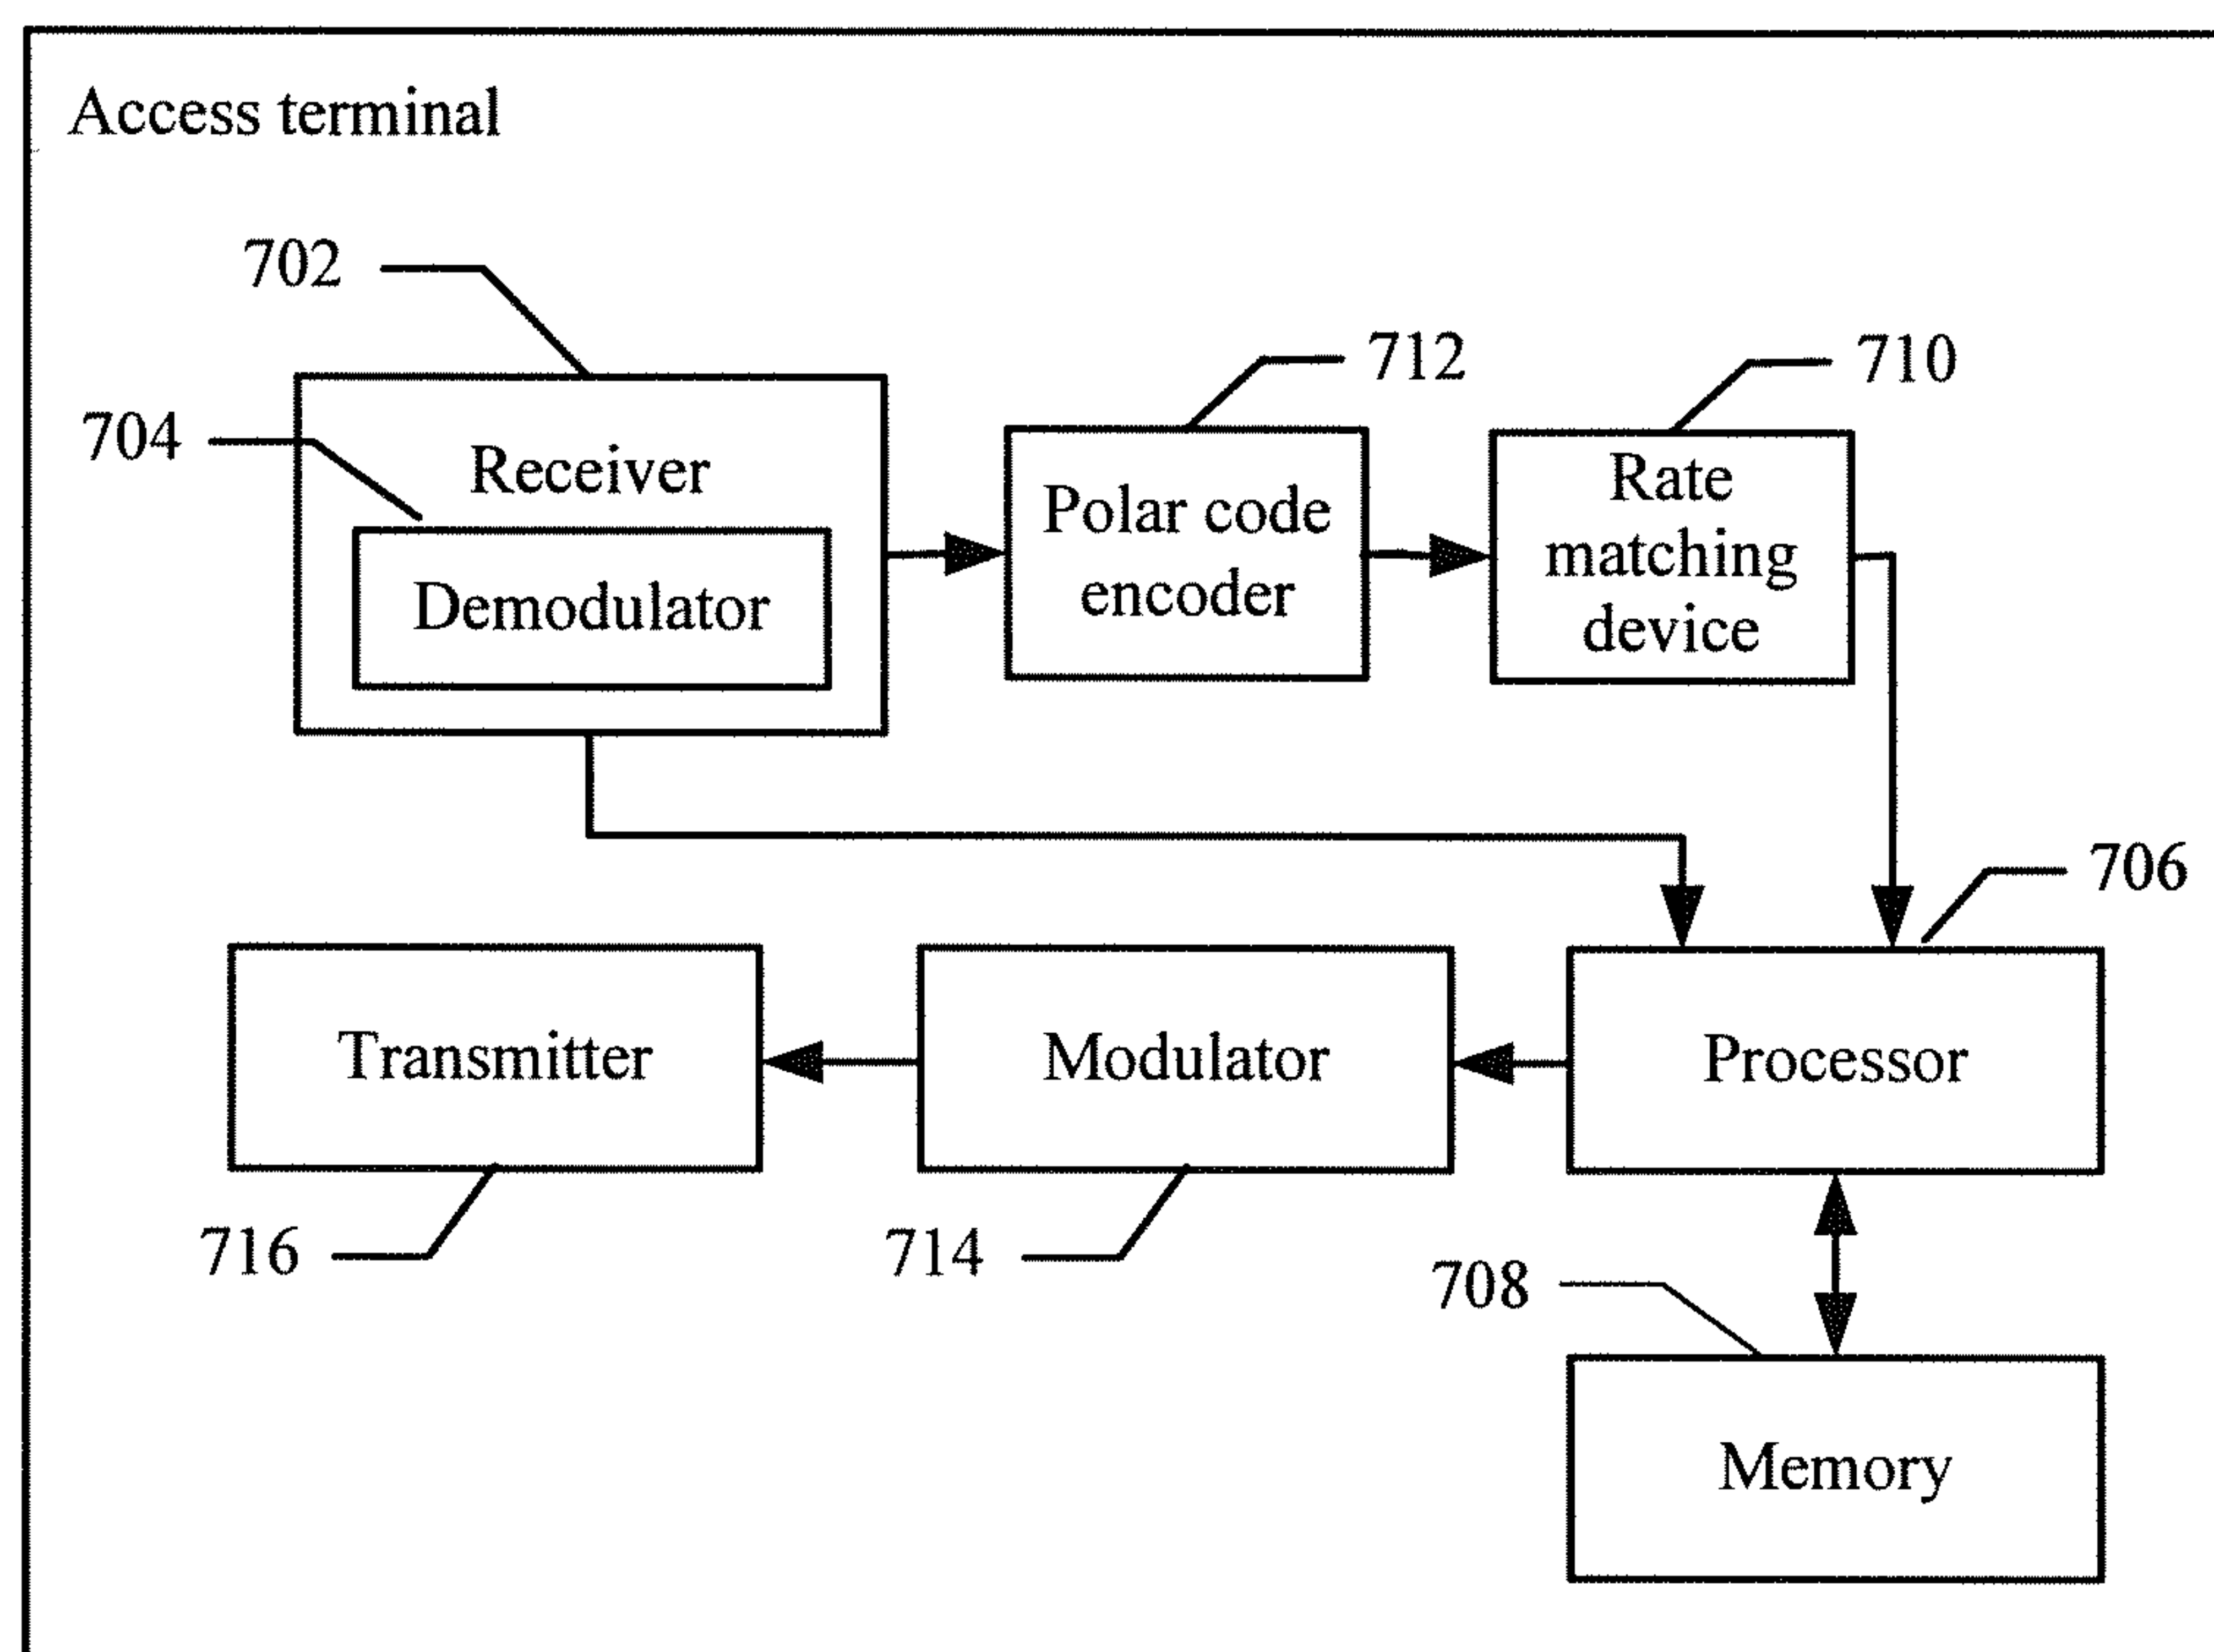 Access terminal
702
712
710
704
Receiver
Demodulator
Polar code
encoder
Rate
matching
device
706
Transmitter
Modulator
Processor
716
714
708
Memory